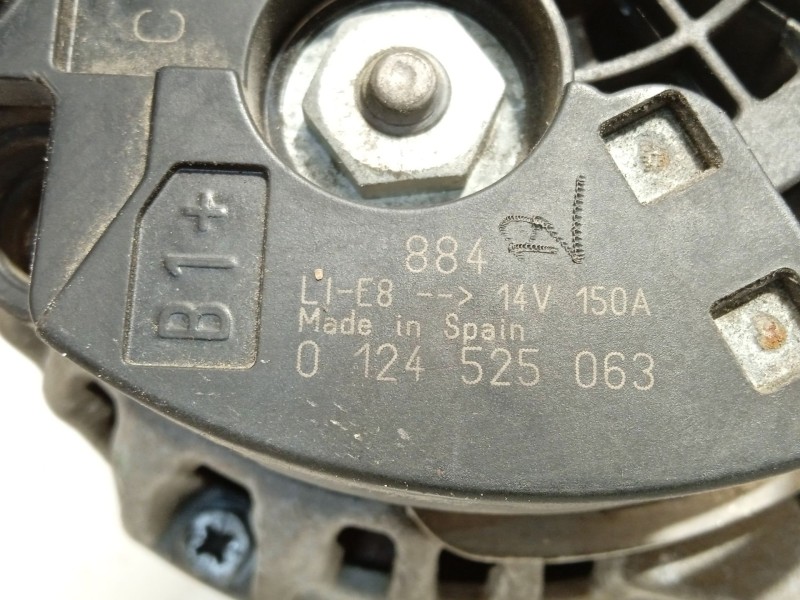 C
B1+
884
LI-E8 --> 14V 150A
Made in Spain
0 124 525 063